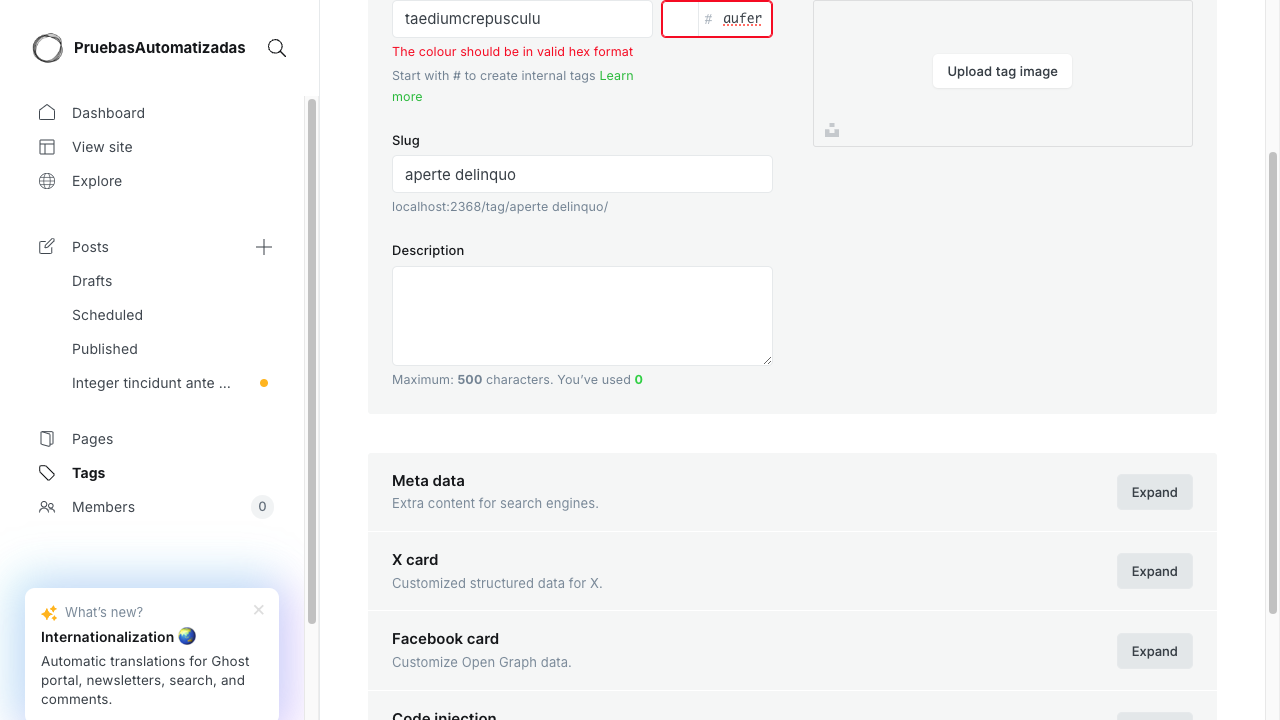 PruebasAutomatizadas
Dashboard
View site
Explore
Posts
Drafts
Scheduled
Published
Integer tincidunt ante ...
Pages
Tags
Members
0
What's new?
Internationalization 🌏
Automatic translations for Ghost
portal, newsletters, search, and
comments.
taediumcrepusculu
# aufer
The colour should be in valid hex format
Start with # to create internal tags Learn
more
Slug
aperte delinquo
localhost:2368/tag/aperte delinquo/
Description
Maximum: 500 characters. You've used 0
Upload tag image
Meta data
Extra content for search engines.
Expand
X card
Customized structured data for X.
Expand
Facebook card
Customize Open Graph data.
Expand
Code injection